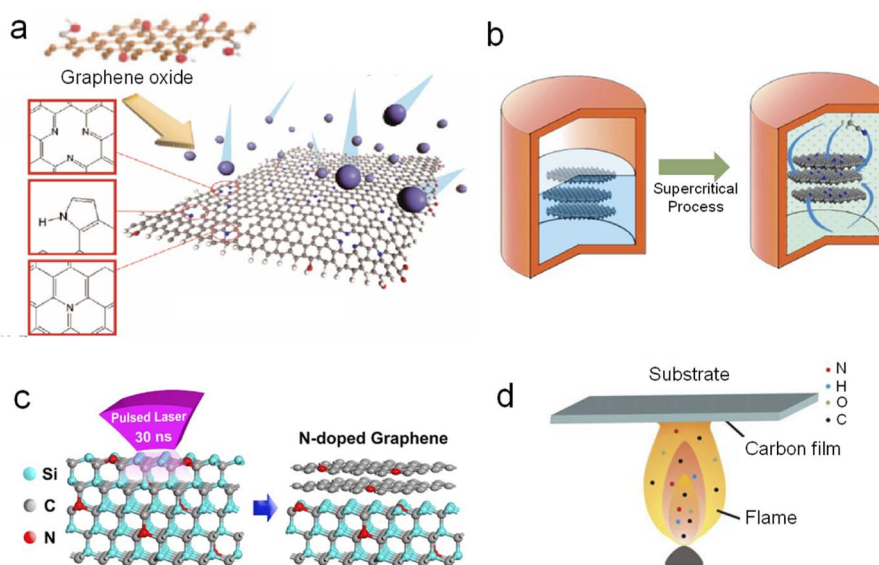 a
Graphene oxide
N
N
N
H
N
N
b
Supercritical
Process
c
Pulsed Laser
30 ns
N-doped Graphene
Si
C
N
d
Substrate
N
H
O
C
Carbon film
Flame